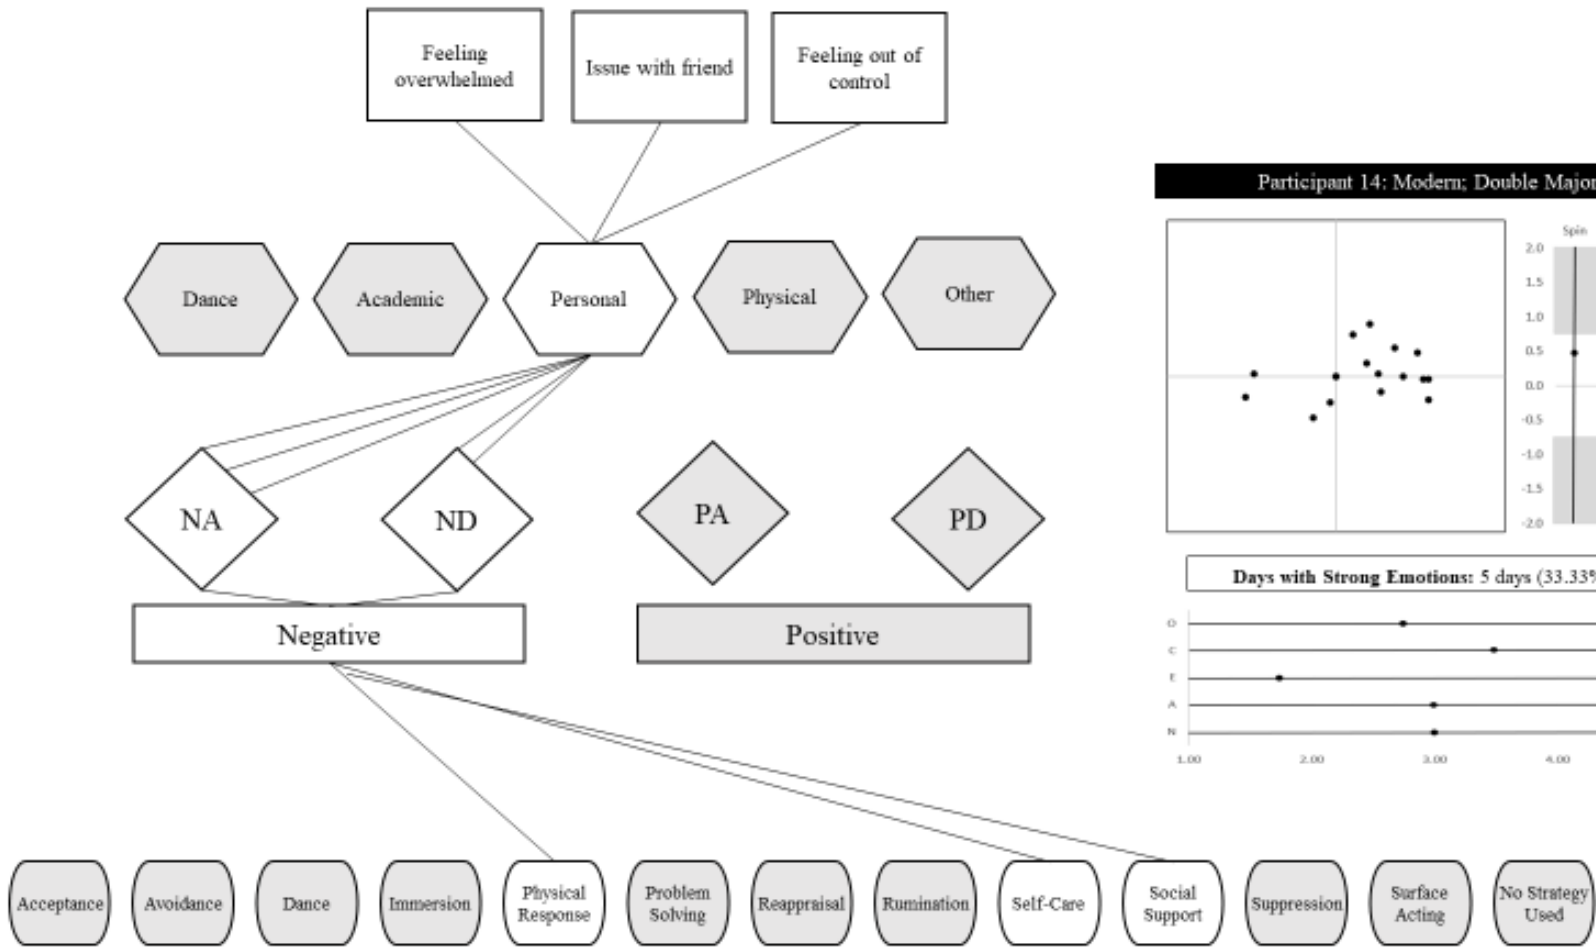 Feeling
overwhelmed
Issue with friend
Feeling out of
control
Participant 14: Modern; Double Major
Dance
Academic
Personal
Physical
Other
Spin
2.0
1.5
1.0
0.5
0.0
-0.5
-1.0
-1.5
-2.0
NA
ND
PA
PD
Negative
Positive
Days with Strong Emotions: 5 days (33.33%
O
C
E
A
N
1.00
2.00
3.00
4.00
Acceptance
Avoidance
Dance
Immersion
Physical
Response
Problem
Solving
Reappraisal
Rumination
Self-Care
Social
Support
Suppression
Surface
Acting
No Strategy
Used